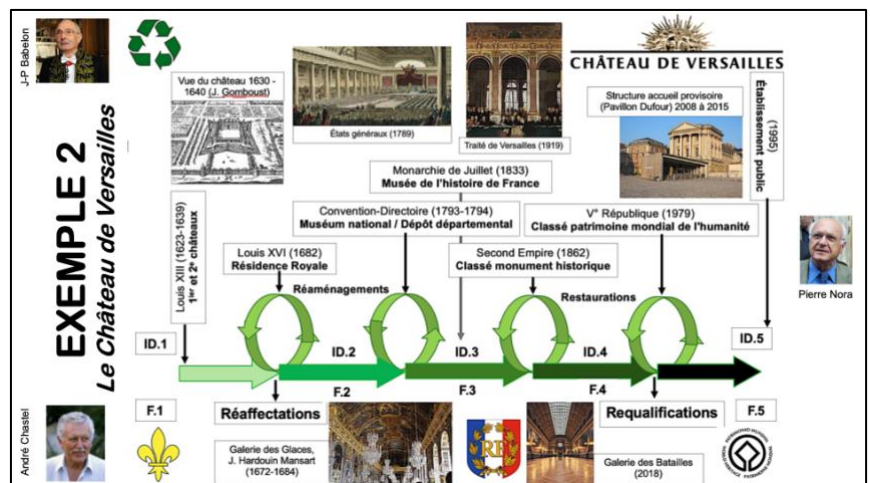 J-P Babelon
EXEMPLE 2
Le Château de Versailles
André Chastel
Vue du château 1630 -
1640 (J. Gomboust)
États généraux (1789)
Traité de Versailles (1919)
CHÂTEAU DE VERSAILLES
Structure accueil provisoire
(Pavillon Dufour) 2008 à 2015
(1995)
Établissement public
Monarchie de Juillet (1833)
Musée de l'histoire de France
Convention-Directoire (1793-1794)
Muséum national / Dépôt départemental
V° République (1979)
Classé patrimoine mondial de l'humanité
Louis XIII (1623-1639)
1ier et 2e châteaux
Louis XVI (1682)
Résidence Royale
Second Empire (1862)
Classé monument historique
Pierre Nora
Réaménagements
Restaurations
ID.1
ID.2
ID.3
ID.4
ID.5
F.1
F.2
F.3
F.4
F.5
Réaffectations
Requalifications
Galerie des Glaces,
J. Hardouin Mansart
(1672-1684)
RF
Galerie des Batailles
(2018)